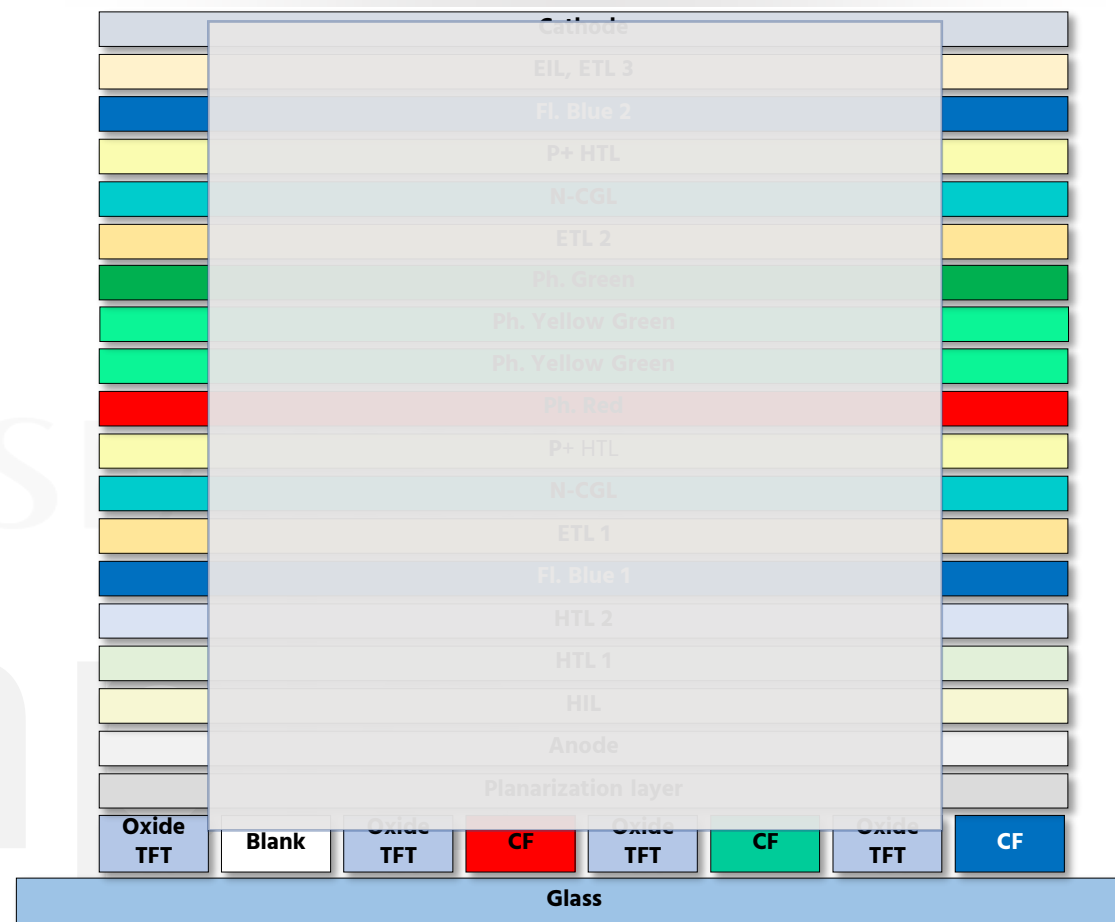 Cathode
EIL, ETL 3
Fl. Blue 2
P+ HTL
N-CGL
ETL 2
Ph. Green
Ph. Yellow Green
Ph. Yellow Green
Ph. Red
P+ HTL
N-CGL
ETL 1
Fl. Blue 1
HTL 2
HTL 1
HIL
Anode
Planarization layer
Oxide
TFT
Blank
Oxide
TFT
CF
Oxide
TFT
CF
Oxide
TFT
CF
Glass